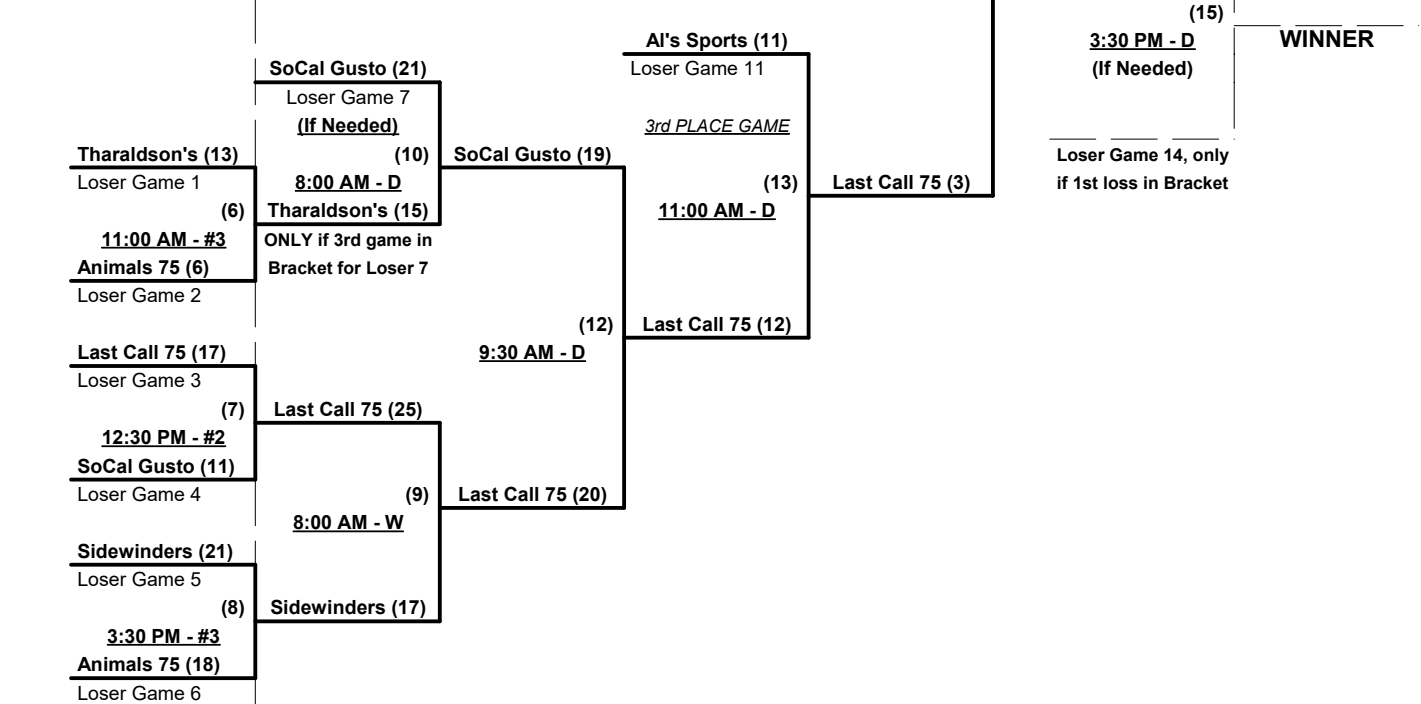 (15)
Al's Sports (11)
3:30 PM - D
WINNER
SoCal Gusto (21)
Loser Game 11
(If Needed)
Loser Game 7
(If Needed)
3rd PLACE GAME
Tharaldson's (13)
(10)
SoCal Gusto (19)
Loser Game 14, only
Loser Game 1
8:00 AM - D
(13)
Last Call 75 (3)
if 1st loss in Bracket
(6)
Tharaldson's (15)
11:00 AM - D
11:00 AM - #3
ONLY if 3rd game in
Animals 75 (6)
Bracket for Loser 7
Loser Game 2
(12)
Last Call 75 (12)
Last Call 75 (17)
9:30 AM - D
Loser Game 3
(7)
Last Call 75 (25)
12:30 PM - #2
SoCal Gusto (11)
Loser Game 4
(9)
Last Call 75 (20)
8:00 AM - W
Sidewinders (21)
Loser Game 5
(8)
Sidewinders (17)
3:30 PM - #3
Animals 75 (18)
Loser Game 6